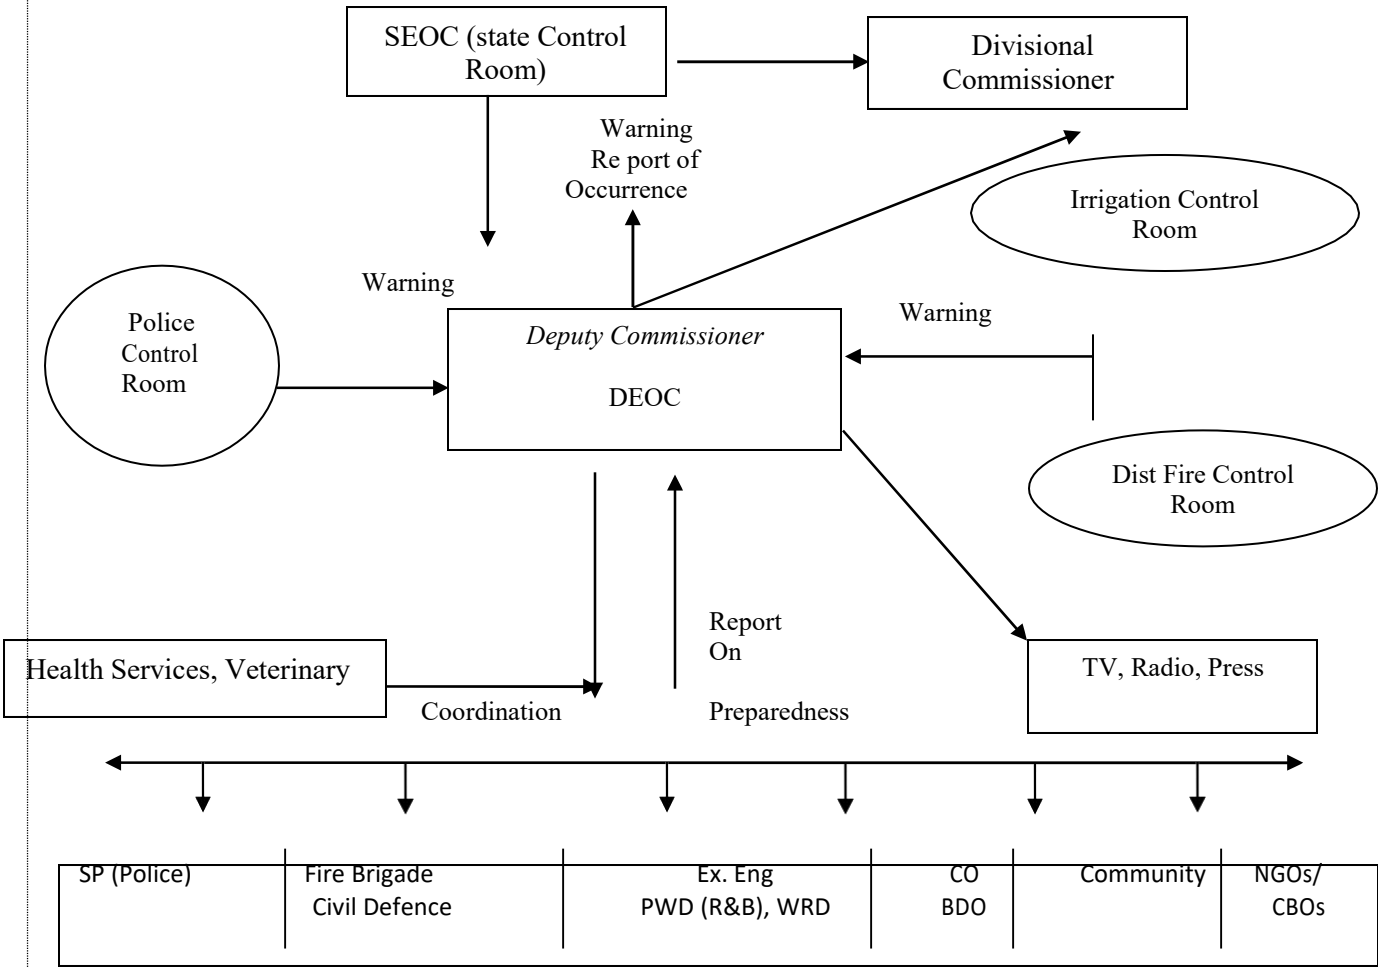 SEOC (state Control
Room)
Divisional
Commissioner
Warning
Re port of
Occurrence
Irrigation Control
Room
Warning
Warning
Police
Control
Room
Deputy Commissioner
DEOC
Dist Fire Control
Room
Report
On
Health Services, Veterinary
TV, Radio, Press
Coordination
Preparedness
SP (Police)
Fire Brigade
Civil Defence
Ex. Eng
PWD (R&B), WRD
CO
BDO
Community
NGOs/
CBOs